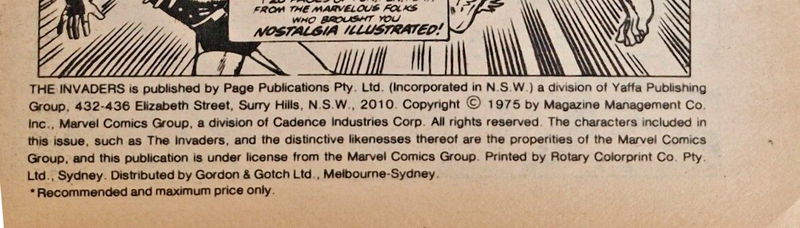 FROM THE MARVELOUS FOLKS
WHO BROUGHT YOU
NOSTALGIA ILLUSTRATED!
THE INVADERS is published by Page Publications Pty. Ltd. (Incorporated in N.S.W.) a division of Yaffa Publishing
Group, 432-436 Elizabeth Street, Surry Hills, N.S.W., 2010. Copyright © 1975 by Magazine Management Co.
Inc., Marvel Comics Group, a division of Cadence Industries Corp. All rights reserved. The characters included in
this issue, such as The Invaders, and the distinctive likenesses thereof are the properities of the Marvel Comics
Group, and this publication is under license from the Marvel Comics Group. Printed by Rotary Colorprint Co. Pty.
Ltd., Sydney. Distributed by Gordon & Gotch Ltd., Melbourne-Sydney.
*Recommended and maximum price only.